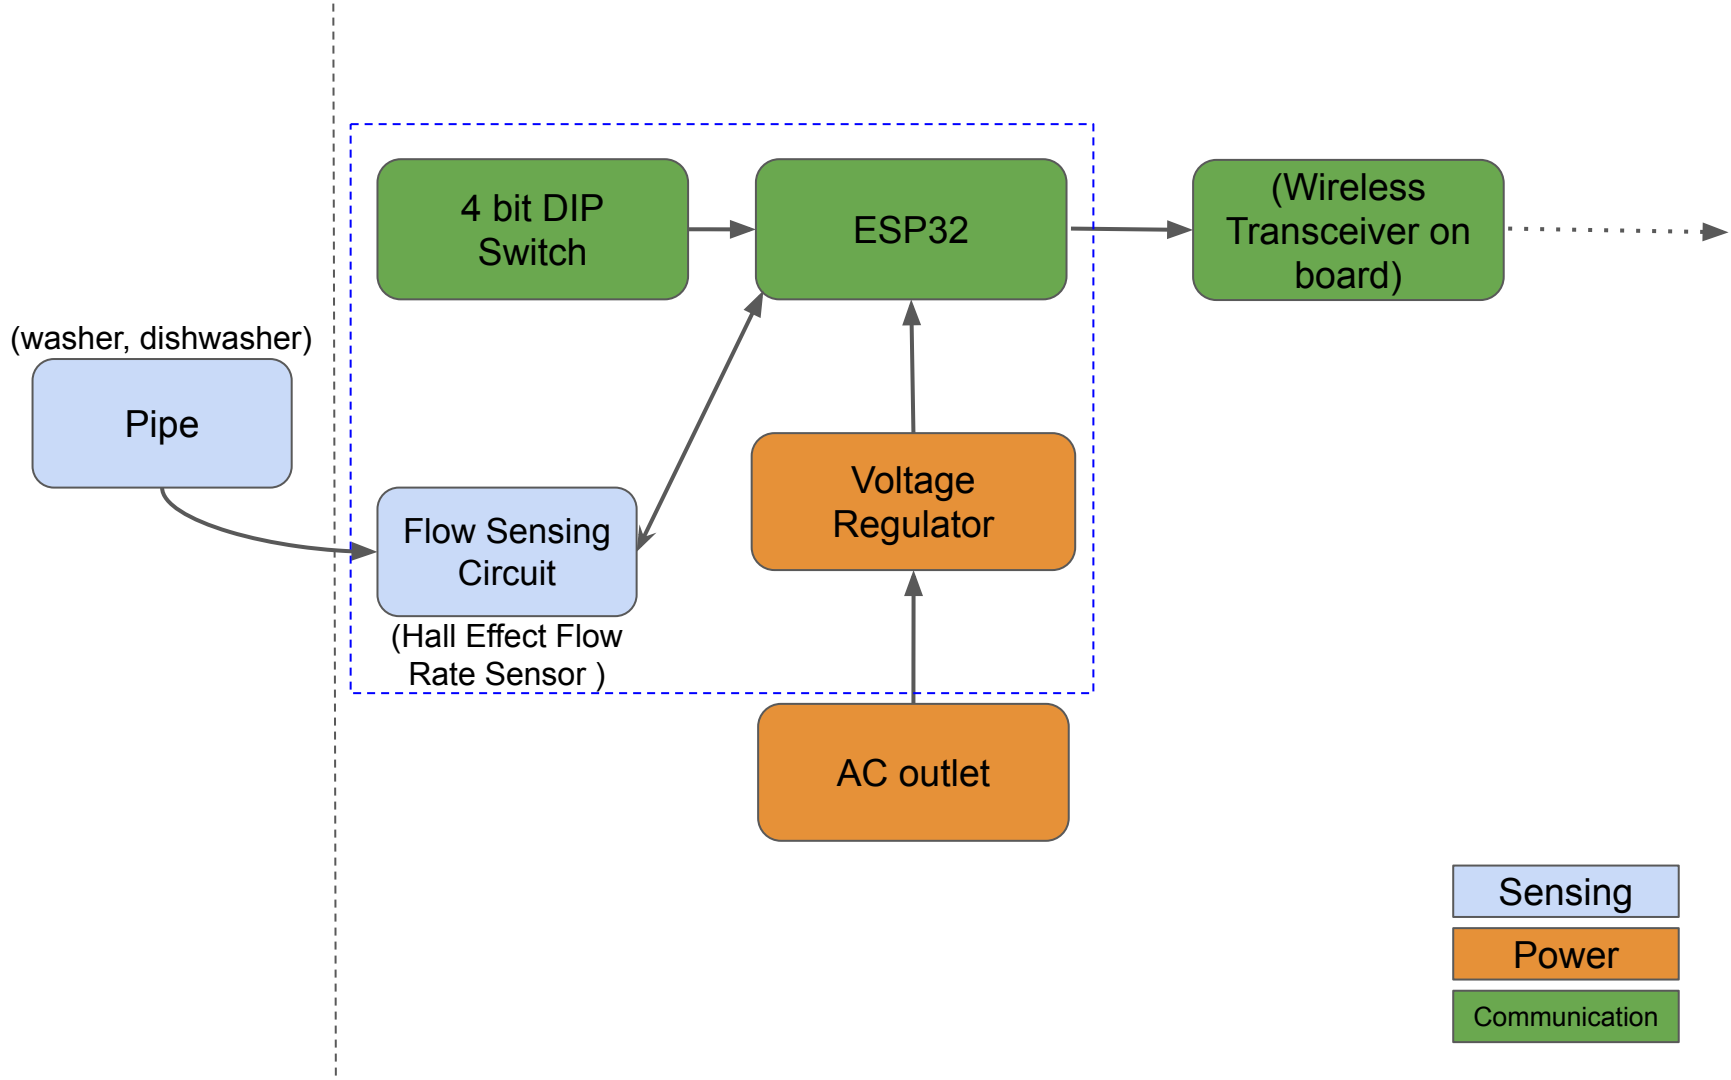 4 bit DIP
Switch
ESP32
(Wireless
Transceiver on
board)
(washer, dishwasher)
Pipe
Flow Sensing
Circuit
(Hall Effect Flow
Rate Sensor )
Voltage
Regulator
AC outlet
Sensing
Power
Communication